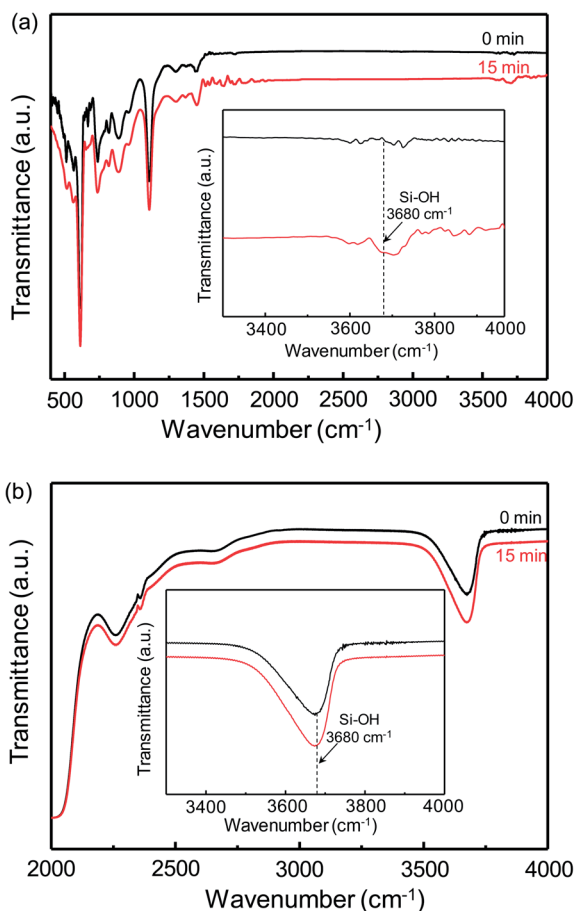 (a)
0 min
15 min
Transmittance (a.u.)
Transmittance (a.u.)
Si-OH
3680 cm⁻¹
3400 3600 3800 4000
Wavenumber (cm⁻¹)
500 1000 1500 2000 2500 3000 3500 4000
Wavenumber (cm⁻¹)
(b)
0 min
15 min
Transmittance (a.u.)
Transmittance (a.u.)
Si-OH
3680 cm⁻¹
3400 3600 3800 4000
Wavenumber (cm⁻¹)
2000 2500 3000 3500 4000
Wavenumber (cm⁻¹)